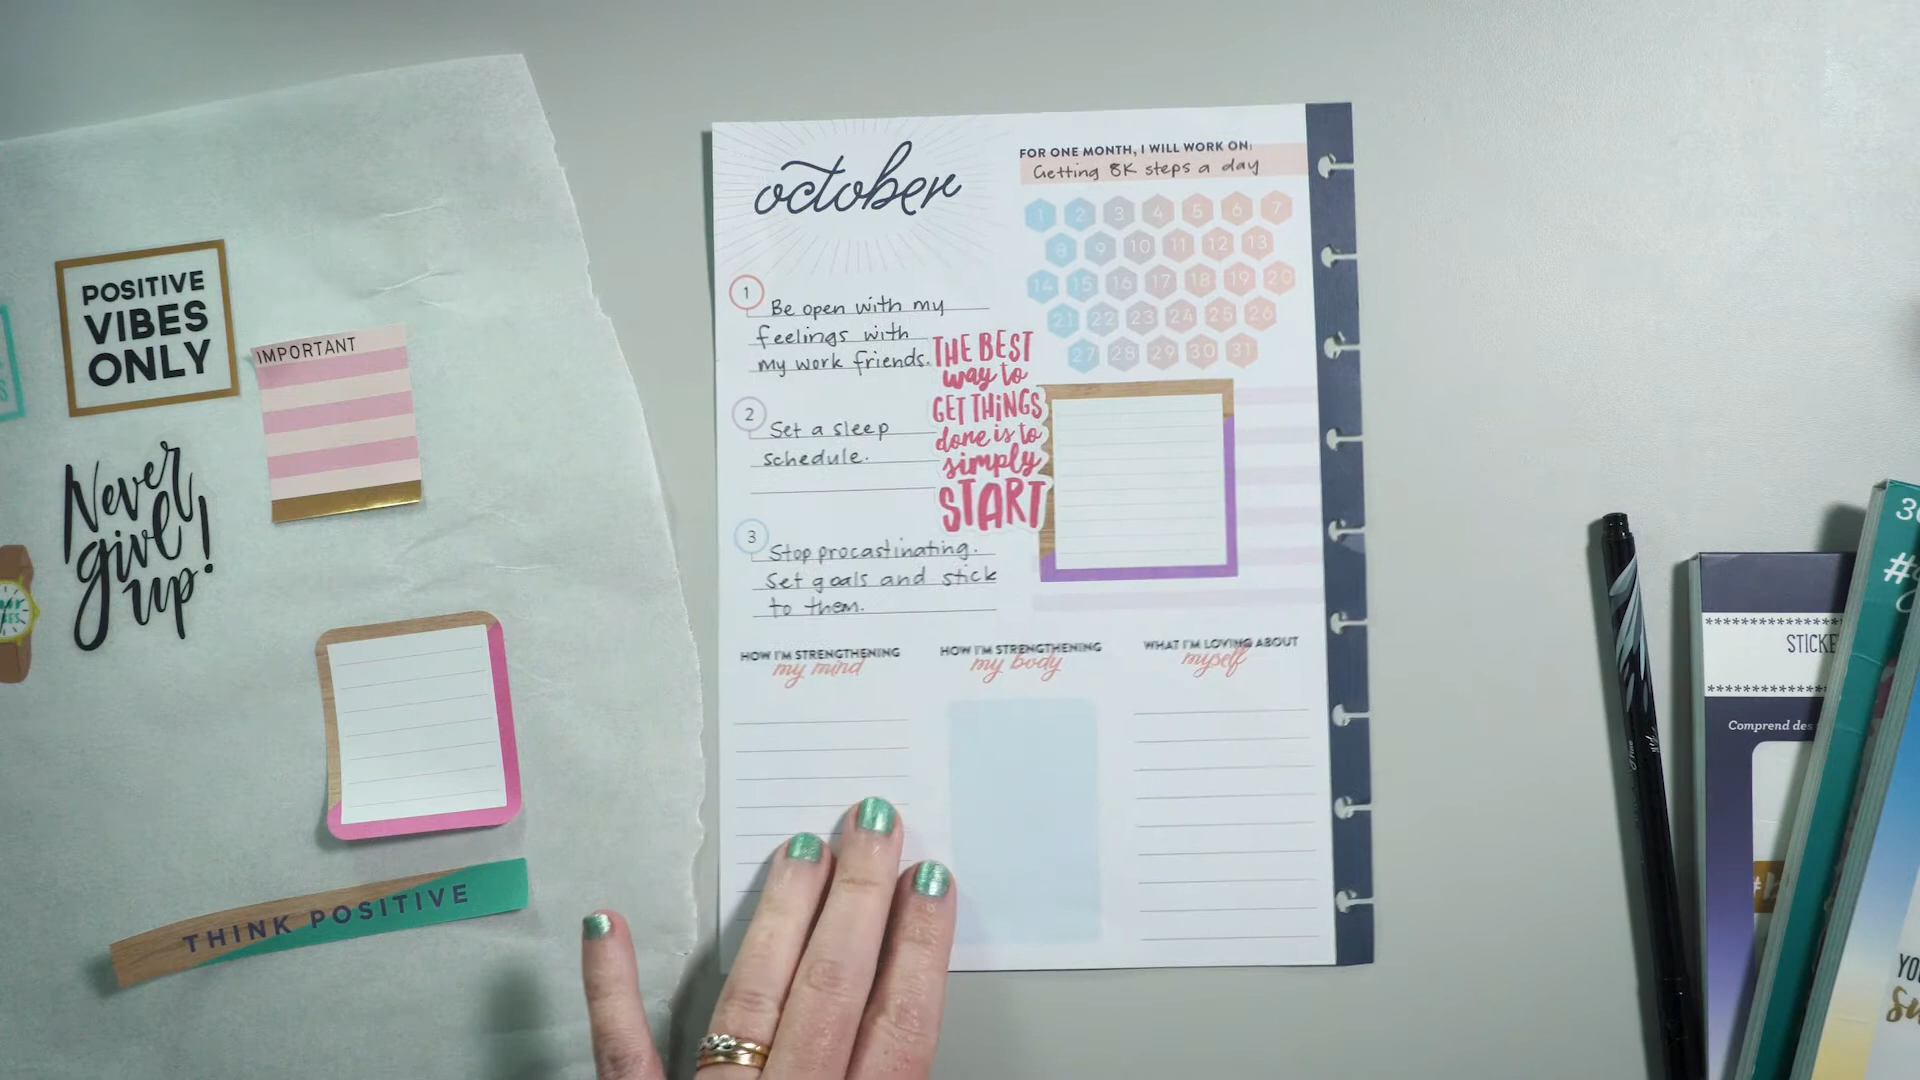 POSITIVE
VIBES
ONLY
IMPORTANT
Never
give
up!
THINK POSITIVE
october
FOR ONE MONTH, I WILL WORK ON:
Getting 8K steps a day
1 2 3 4 5 6 7
8 9 10 11 12 13
14 15 16 17 18 19 20
21 22 23 24 25 26
27 28 29 30 31
1
Be open with my
feelings with
my work friends.
2
Set a sleep
schedule.
3
Stop procastinating.
Set goals and stick
to them.
THE BEST
way to
GET THINGS
done is to
simply
START
HOW I'M STRENGTHENING
my mind
HOW I'M STRENGTHENING
my body
WHAT I'M LOVING ABOUT
myself
STICKE
Comprend des
30